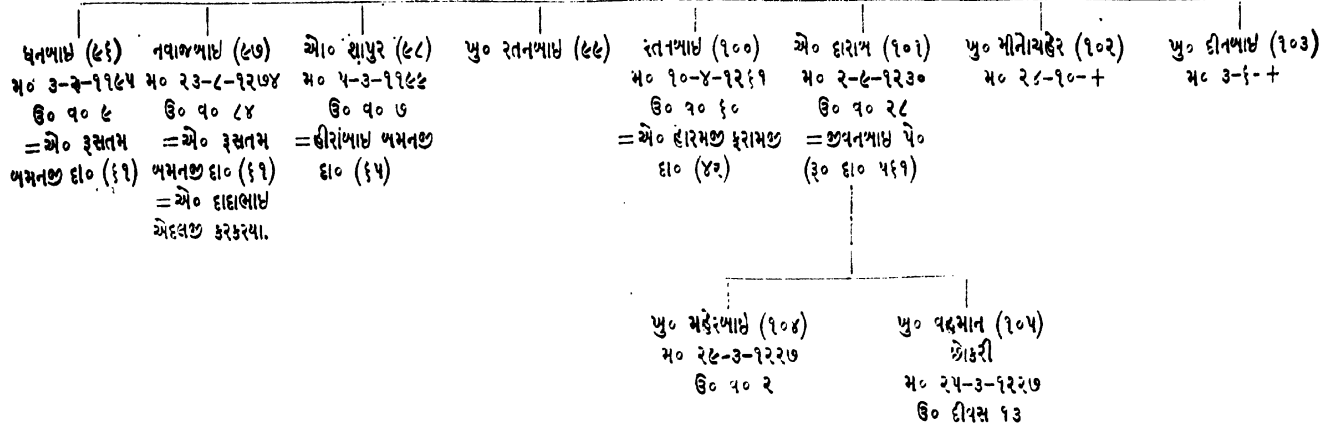 ધનબાઇ (૯૬)
મ૦ ૩-૨-૧૧૯૫
ઉ૦ વ૦ ૯
=એ૦ રૂસતમ
બમનજી દા૦ (૬૧)
નવાજબાઇ (૯૭)
મ૦ ૨૩-૮-૧૨૭૪
ઉ૦ વ૦ ૮૪
=એ૦ રૂસતમ
બમનજી દા૦ (૬૧)
=એ૦ દાદાભાઇ
એદલજી કરકરયા.
એા૦ શાપુર (૯૮)
મ૦ ૫-૩-૧૧૯૯
ઉ૦ વ૦ ૭
=હીરાંબાઇ બમનજી
દા૦ (૬૫)
ખુ૦ રતનબાઇ (૯૯)
રતનબાઇ (૧૦૦)
મ૦ ૧૦-૪-૧૨૬૧
ઉ૦ વ૦ ૬૦
=એ૦ હોરમજી ફરામજી
દા૦ (૪૨)
એ૦ દારાબ (૧૦૧)
મ૦ ૨-૯-૧૨૩૦
ઉ૦ વ૦ ૨૮
=જીવનબાઇ પે૦
(રૂ૦ દા૦ ૫૬૧)
ખુ૦ મીનોચહેર (૧૦૨)
મ૦ ૨૮-૧૦-+
ખુ૦ દીનબાઇ (૧૦૩)
મ૦ ૩-૬-+
ખુ૦ મહેરબાઇ (૧૦૪)
મ૦ ૨૯-૩-૧૨૨૭
ઉ૦ વ૦ ૨
ખુ૦ વહમાન (૧૦૫)
છોકરી
મ૦ ૨૫-૩-૧૨૨૭
ઉ૦ દીવસ ૧૩